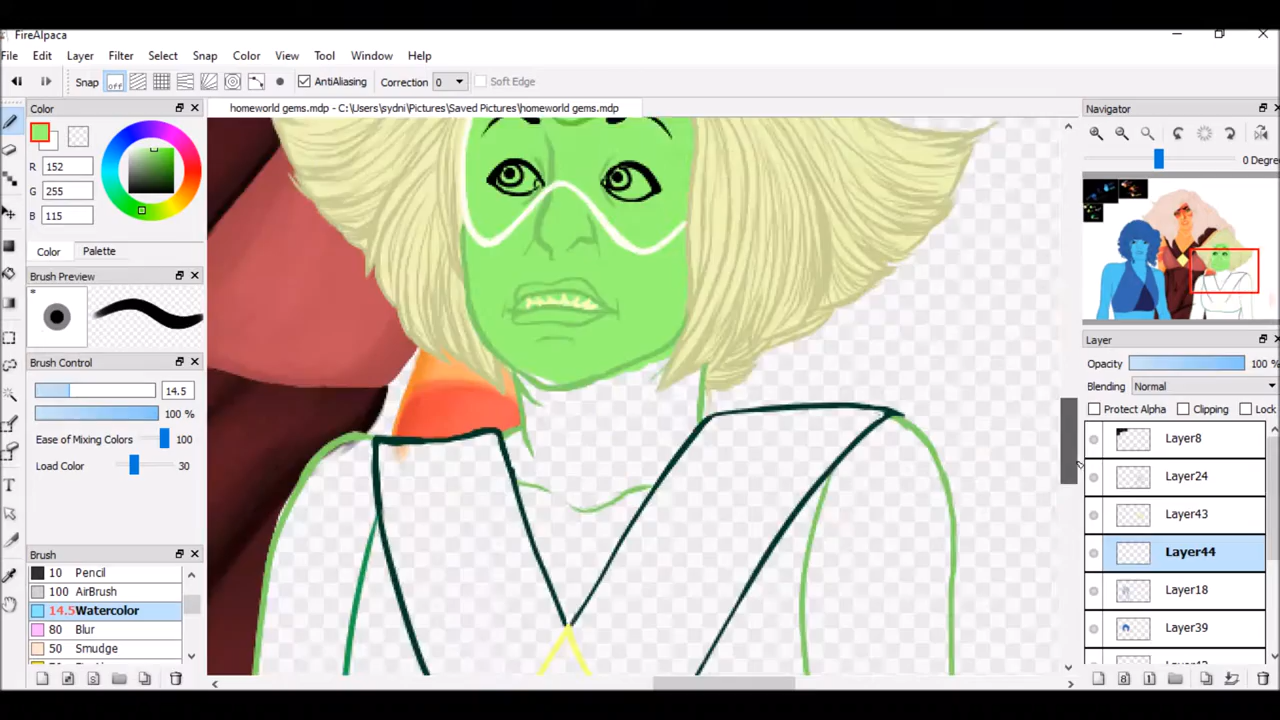 FireAlpaca
File Edit Layer Filter Select Snap Color View Tool Window Help
Snap off AntiAliasing Correction 0 Soft Edge
Color
homeworld gems.mdp - C:\Users\sydni\Pictures\Saved Pictures\homeworld gems.mdp
Navigator
R 152
G 255
B 115
0 Degree
Color Palette
Brush Preview
*
Brush Control
14.5
100 %
Ease of Mixing Colors 100
Load Color 30
Brush
10 Pencil
100 AirBrush
14.5 Watercolor
80 Blur
50 Smudge
Layer
Opacity 100 %
Blending Normal
Protect Alpha Clipping Lock
Layer8
Layer24
Layer43
Layer44
Layer18
Layer39